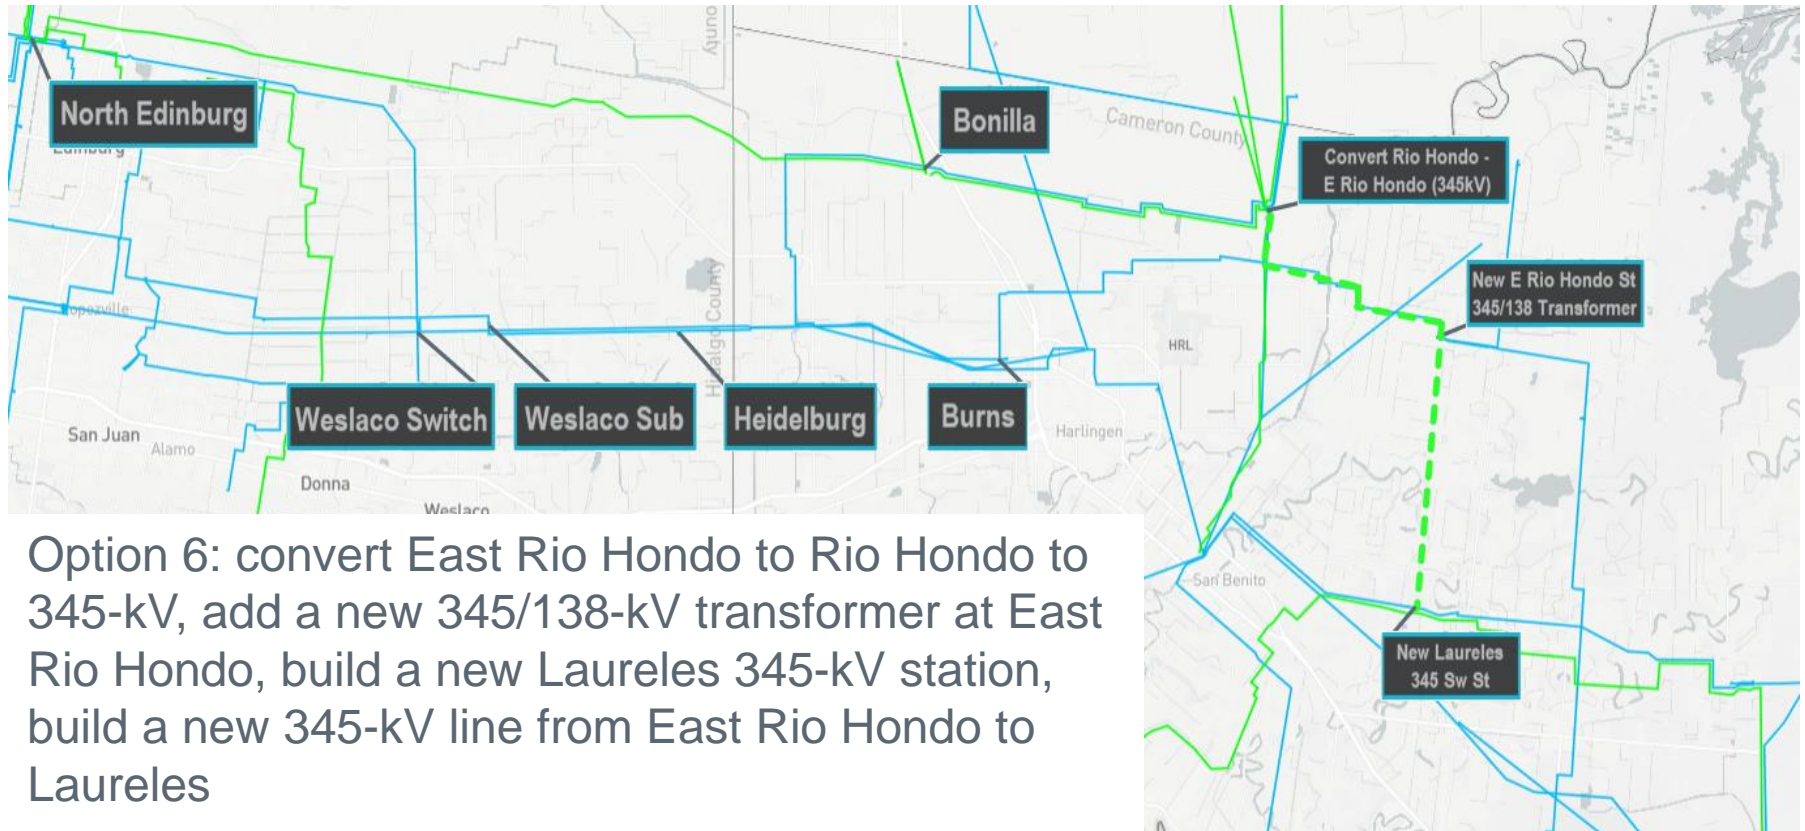 North Edinburg
Edinburg
Lopezville
San Juan
Alamo
Donna
Weslaco
Weslaco Switch
Weslaco Sub
Heidelburg
Burns
Bonilla
County
Hidalgo County
Cameron County
Convert Rio Hondo -
E Rio Hondo (345kV)
New E Rio Hondo St
345/138 Transformer
HRL
Harlingen
San Benito
New Laureles
345 Sw St
Option 6: convert East Rio Hondo to Rio Hondo to
345-kV, add a new 345/138-kV transformer at East
Rio Hondo, build a new Laureles 345-kV station,
build a new 345-kV line from East Rio Hondo to
Laureles